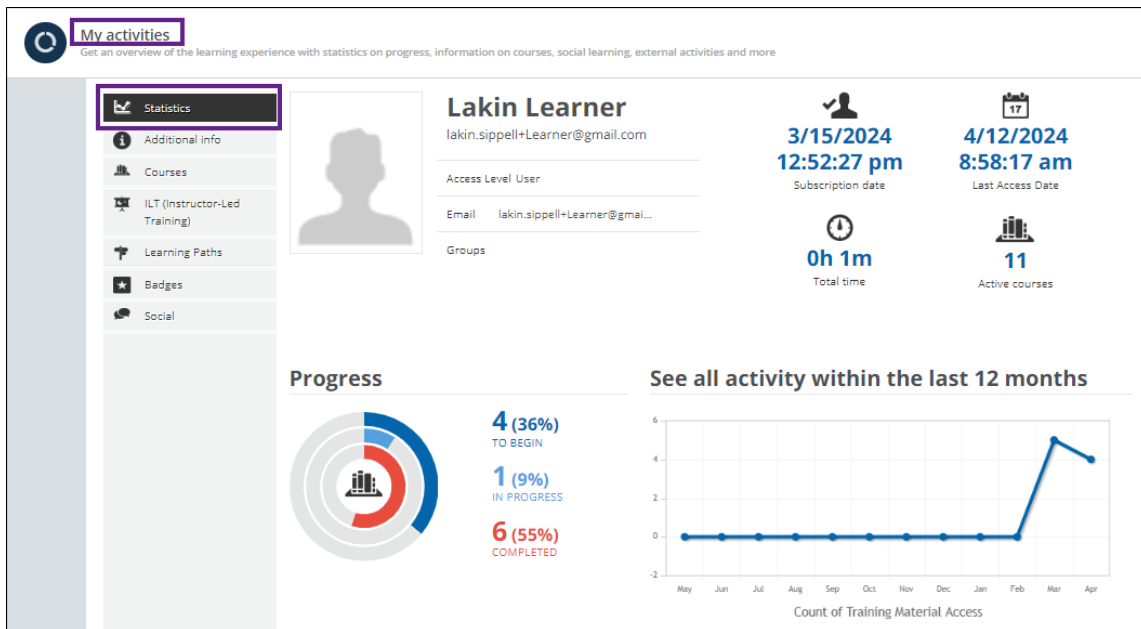 My activities
Get an overview of the learning experience with statistics on progress, information on courses, social learning, external activities and more
Statistics
Additional info
Courses
ILT (Instructor-Led
Training)
Learning Paths
Badges
Social
Lakin Learner
lakin.sippell+Learner@gmail.com
Access Level User
Email lakin.sippell+Learner@gmai...
Groups
3/15/2024
12:52:27 pm
Subscription date
17
4/12/2024
8:58:17 am
Last Access Date
0h 1m
Total time
11
Active courses
Progress
4 (36%)
TO BEGIN
1 (9%)
IN PROGRESS
6 (55%)
COMPLETED
See all activity within the last 12 months
6
4
2
0
-2
May Jun Jul Aug Sep Oct Nov Dec Jan Feb Mar Apr
Count of Training Material Access